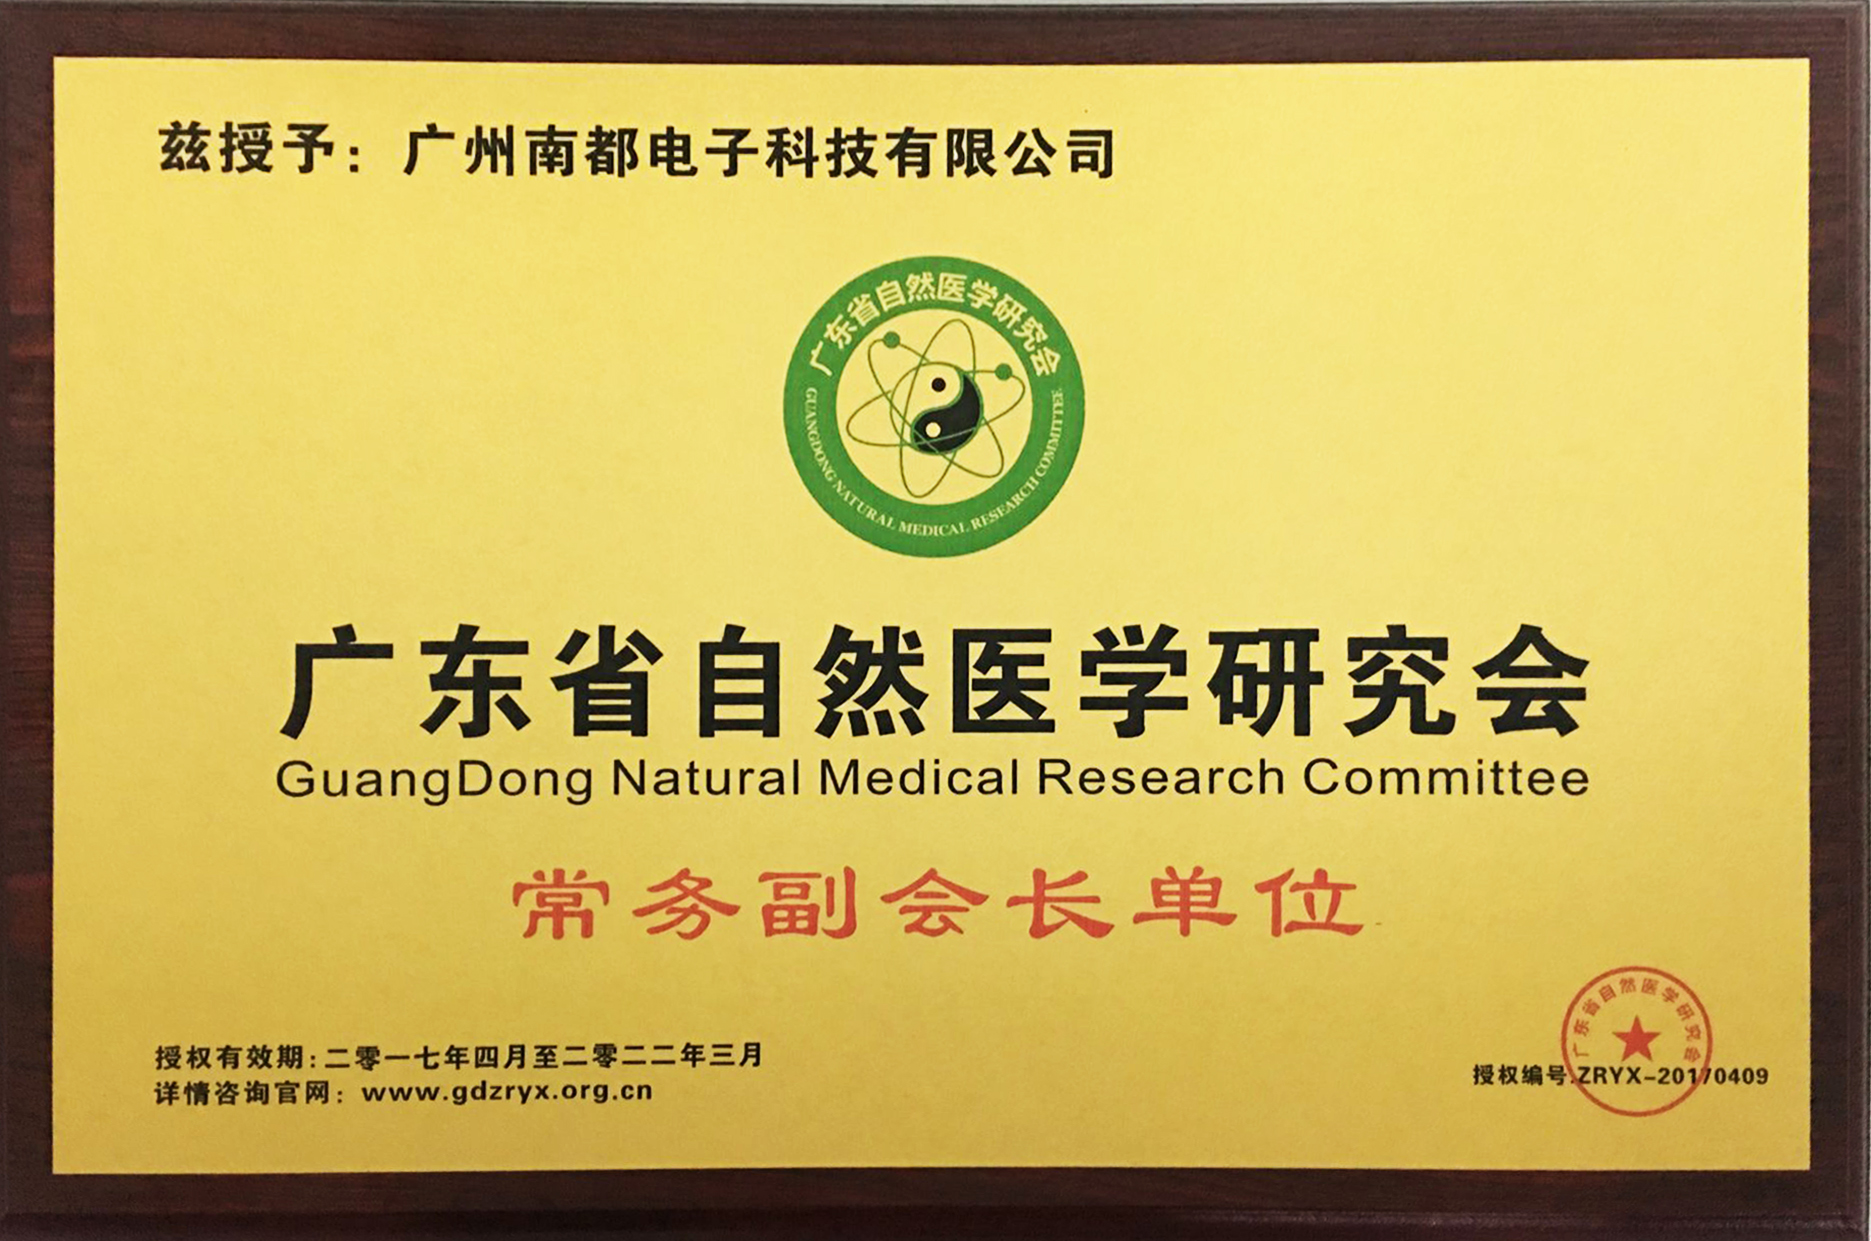 兹授予：广州南都电子科技有限公司
广东省自然医学研究会
GUANGDONG NATURAL MEDICAL RESEARCH COMMITTEE
广东省自然医学研究会
GuangDong Natural Medical Research Committee
常务副会长单位
授权有效期:二零一七年四月至二零二二年三月
详情咨询官网：www.gdzryx.org.cn
广东省自然医学研究会
授权编号:ZRYX-20170409